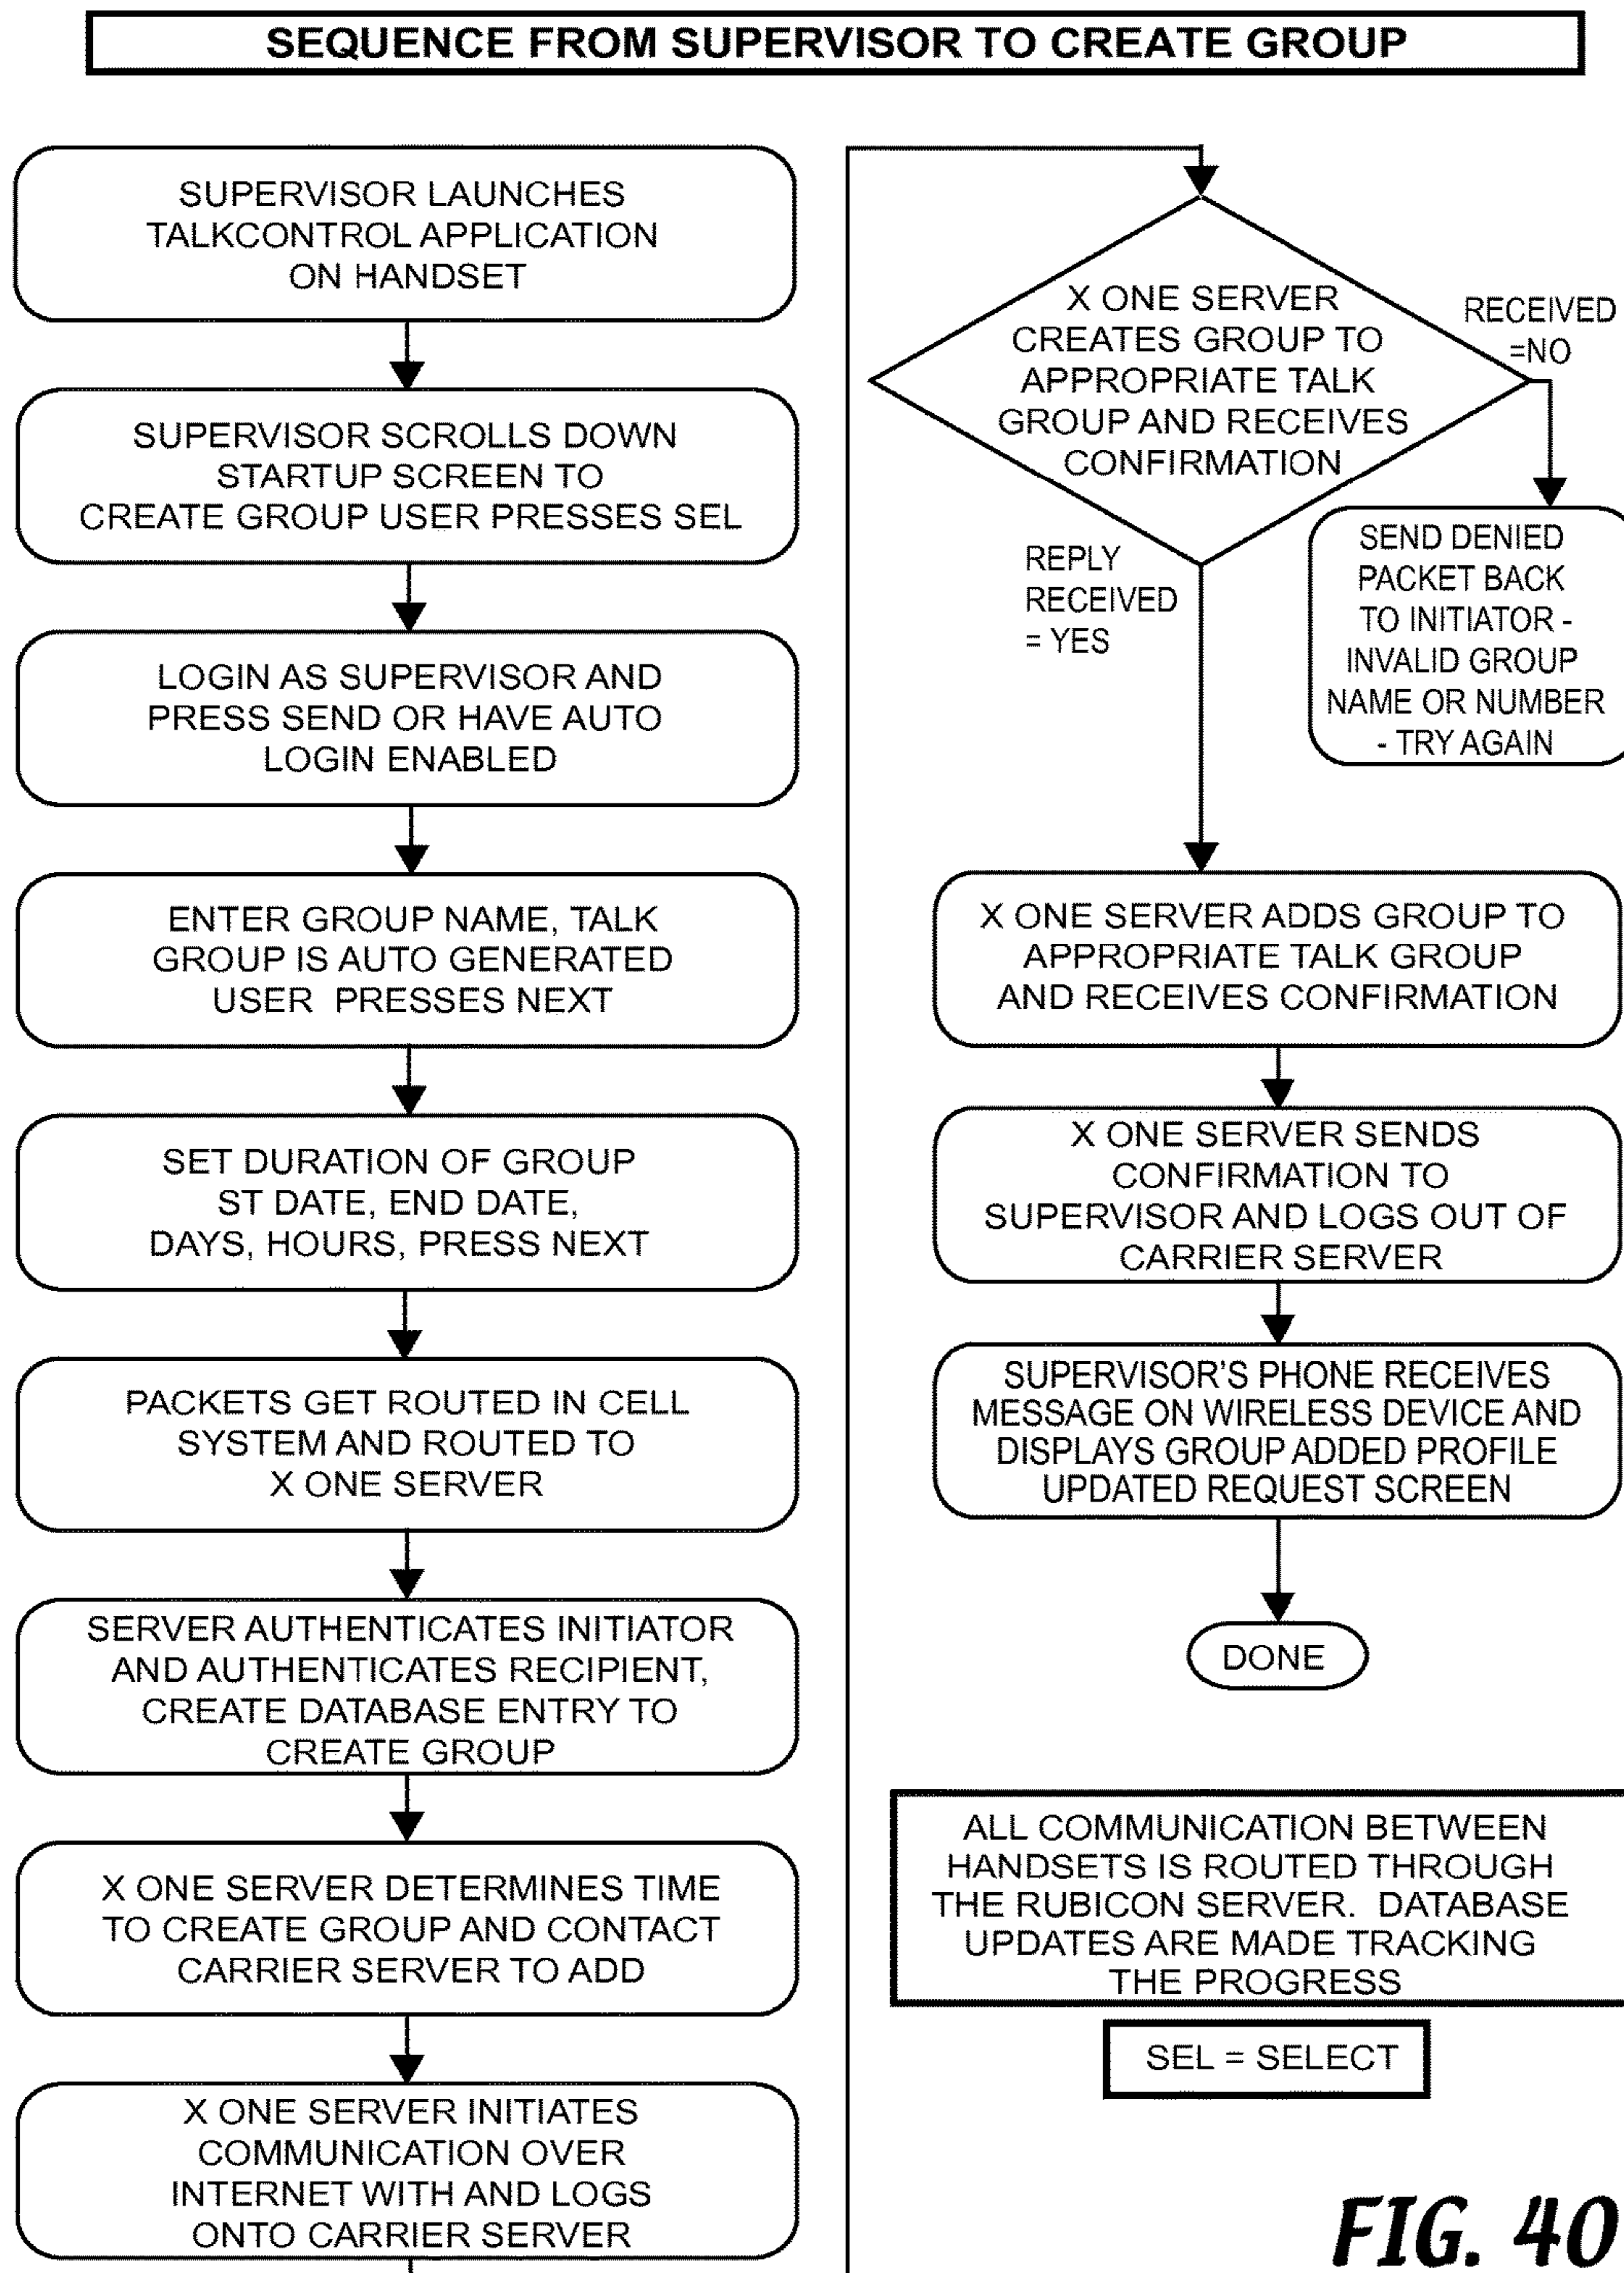 SEQUENCE FROM SUPERVISOR TO CREATE GROUP
SUPERVISOR LAUNCHES
TALKCONTROL APPLICATION
ON HANDSET
SUPERVISOR SCROLLS DOWN
STARTUP SCREEN TO
CREATE GROUP USER PRESSES SEL
LOGIN AS SUPERVISOR AND
PRESS SEND OR HAVE AUTO
LOGIN ENABLED
ENTER GROUP NAME, TALK
GROUP IS AUTO GENERATED
USER PRESSES NEXT
SET DURATION OF GROUP
ST DATE, END DATE,
DAYS, HOURS, PRESS NEXT
PACKETS GET ROUTED IN CELL
SYSTEM AND ROUTED TO
X ONE SERVER
SERVER AUTHENTICATES INITIATOR
AND AUTHENTICATES RECIPIENT,
CREATE DATABASE ENTRY TO
CREATE GROUP
X ONE SERVER DETERMINES TIME
TO CREATE GROUP AND CONTACT
CARRIER SERVER TO ADD
X ONE SERVER INITIATES
COMMUNICATION OVER
INTERNET WITH AND LOGS
ONTO CARRIER SERVER
X ONE SERVER
CREATES GROUP TO
APPROPRIATE TALK
GROUP AND RECEIVES
CONFIRMATION
RECEIVED
=NO
SEND DENIED
PACKET BACK
TO INITIATOR -
INVALID GROUP
NAME OR NUMBER
- TRY AGAIN
REPLY
RECEIVED
= YES
X ONE SERVER ADDS GROUP TO
APPROPRIATE TALK GROUP
AND RECEIVES CONFIRMATION
X ONE SERVER SENDS
CONFIRMATION TO
SUPERVISOR AND LOGS OUT OF
CARRIER SERVER
SUPERVISOR'S PHONE RECEIVES
MESSAGE ON WIRELESS DEVICE AND
DISPLAYS GROUP ADDED PROFILE
UPDATED REQUEST SCREEN
DONE
ALL COMMUNICATION BETWEEN
HANDSETS IS ROUTED THROUGH
THE RUBICON SERVER. DATABASE
UPDATES ARE MADE TRACKING
THE PROGRESS
SEL = SELECT
FIG. 40